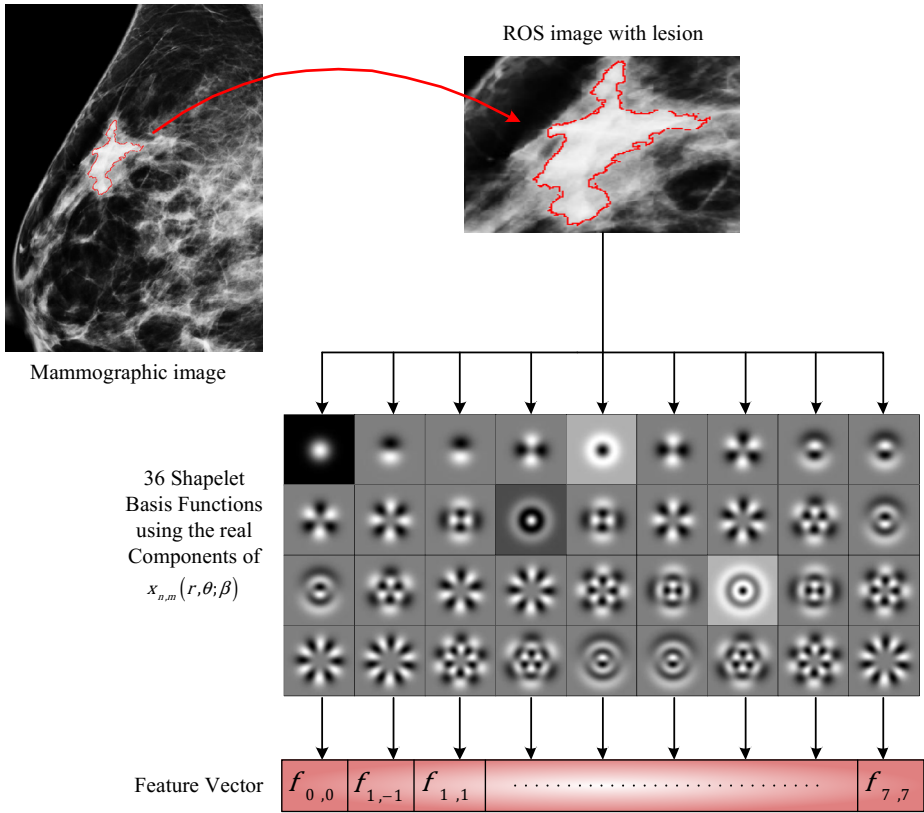 ROS image with lesion
Mammographic image
36 Shapelet
Basis Functions
using the real
Components of
x_{n,m}(r,θ;β)
Feature Vector
f_{0,0} f_{1,-1} f_{1,1} .............................. f_{7,7}